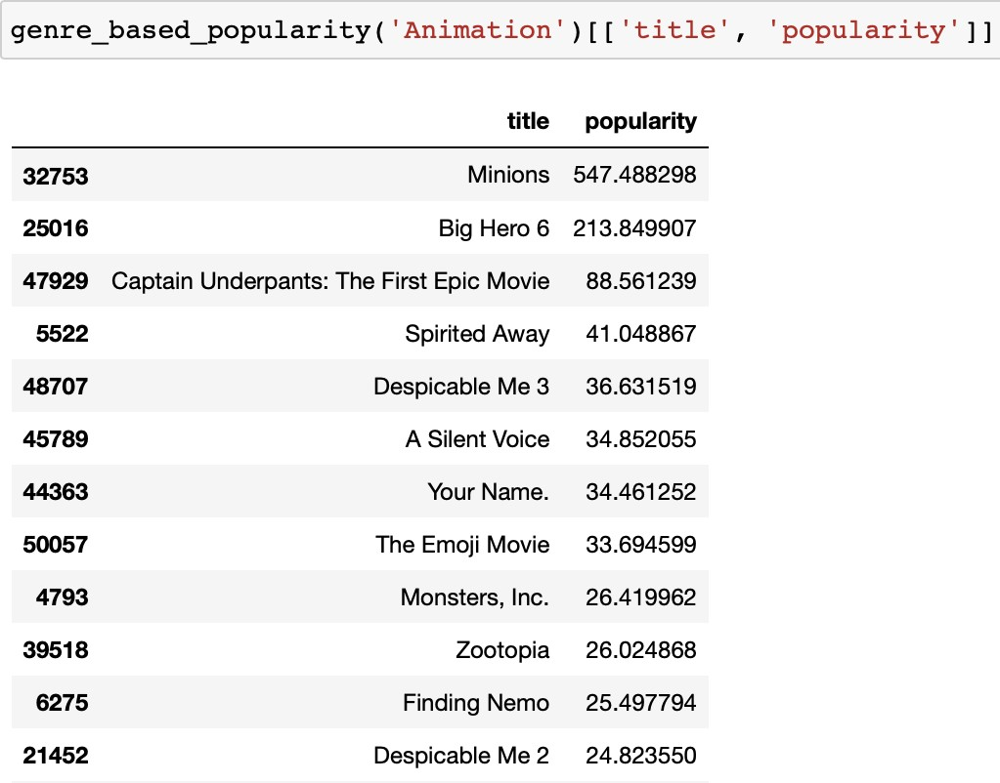 genre_based_popularity('Animation')[['title', 'popularity']]
title popularity
32753 Minions 547.488298
25016 Big Hero 6 213.849907
47929 Captain Underpants: The First Epic Movie 88.561239
5522 Spirited Away 41.048867
48707 Despicable Me 3 36.631519
45789 A Silent Voice 34.852055
44363 Your Name. 34.461252
50057 The Emoji Movie 33.694599
4793 Monsters, Inc. 26.419962
39518 Zootopia 26.024868
6275 Finding Nemo 25.497794
21452 Despicable Me 2 24.823550